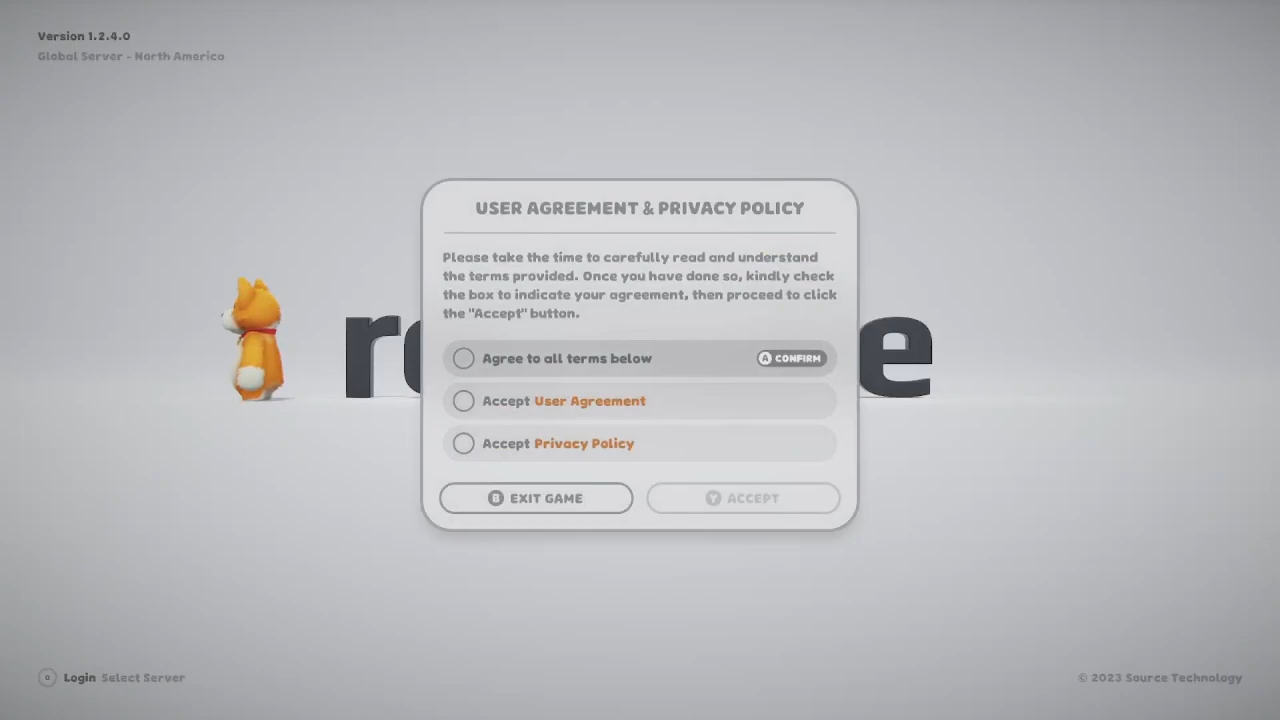 Version 1.2.4.0
Global Server - North America
USER AGREEMENT & PRIVACY POLICY
Please take the time to carefully read and understand
the terms provided. Once you have done so, kindly check
the box to indicate your agreement, then proceed to click
the "Accept" button.
Agree to all terms below
A CONFIRM
Accept User Agreement
Accept Privacy Policy
B EXIT GAME
Y ACCEPT
Login Select Server
© 2023 Source Technology